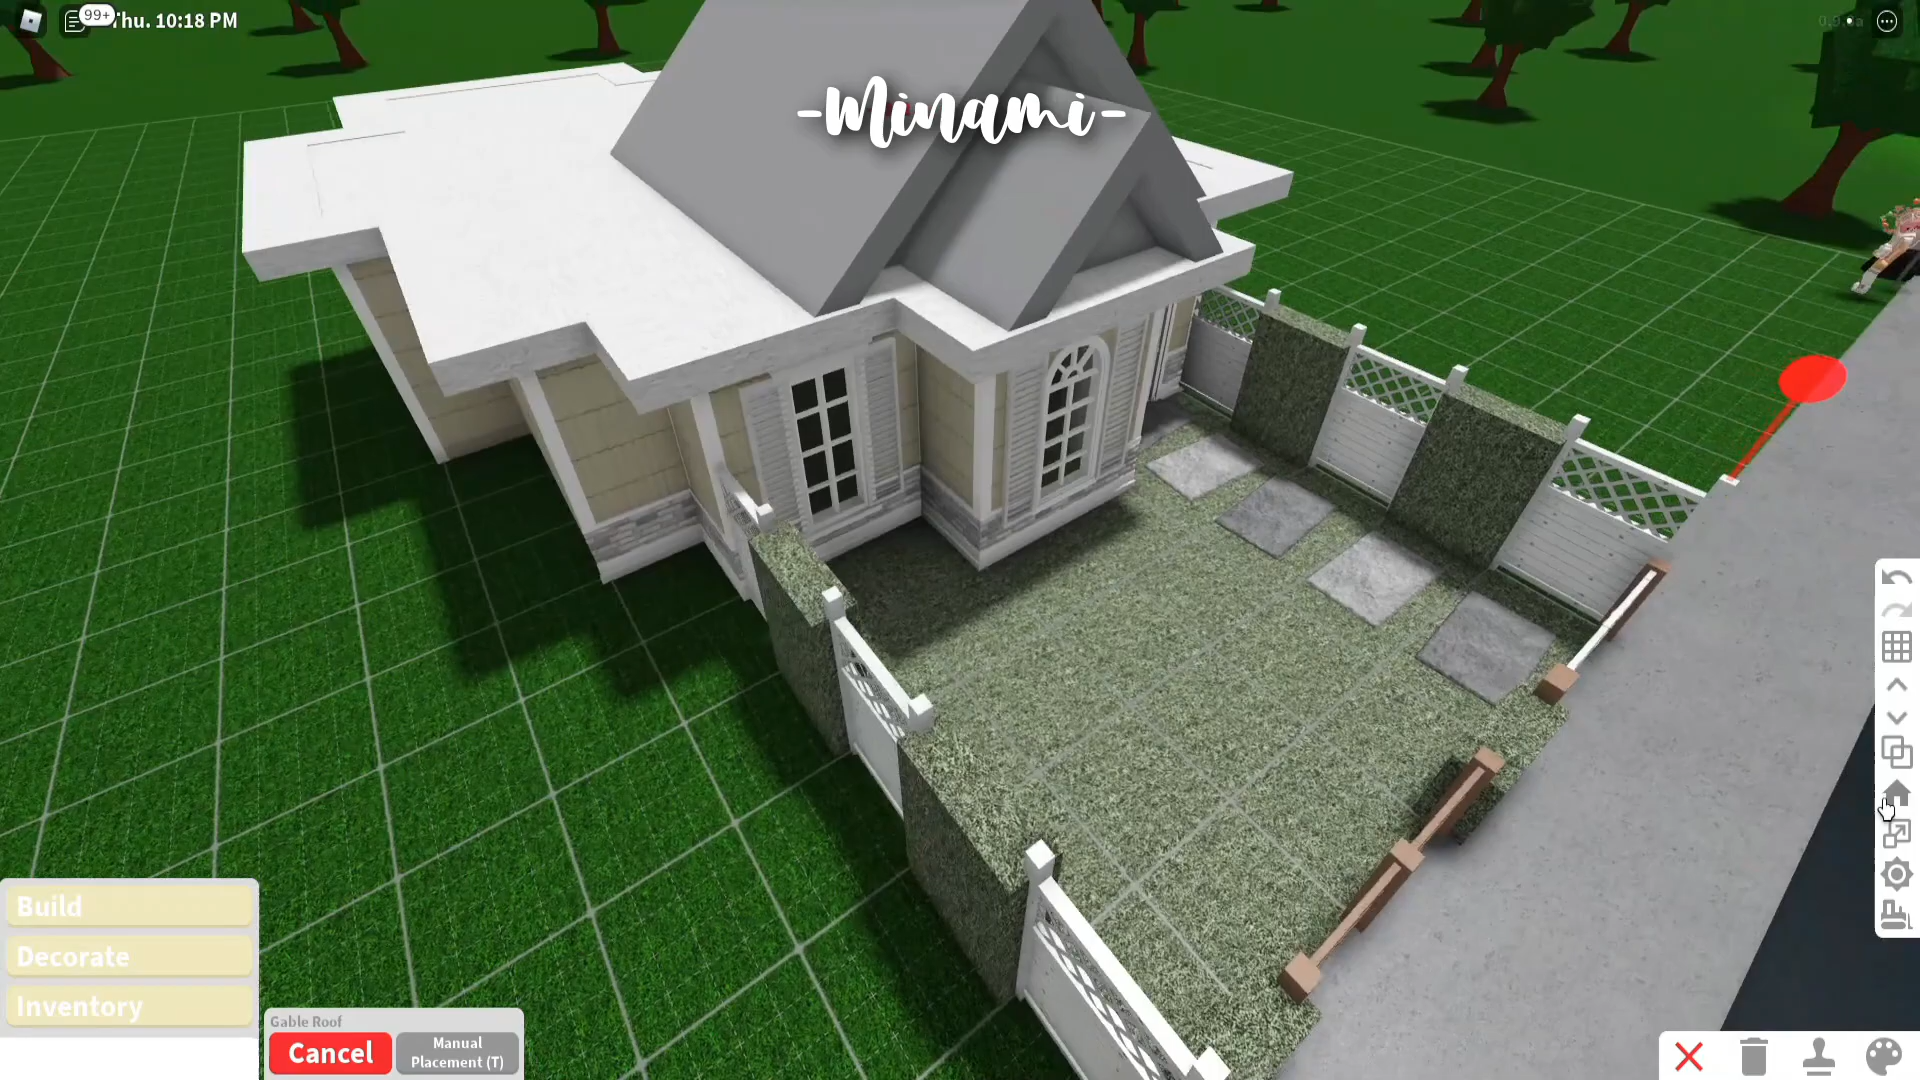 99+
Thu. 10:18 PM
-Minami-
Build
Decorate
Inventory
Gable Roof
Cancel
Manual
Placement (T)